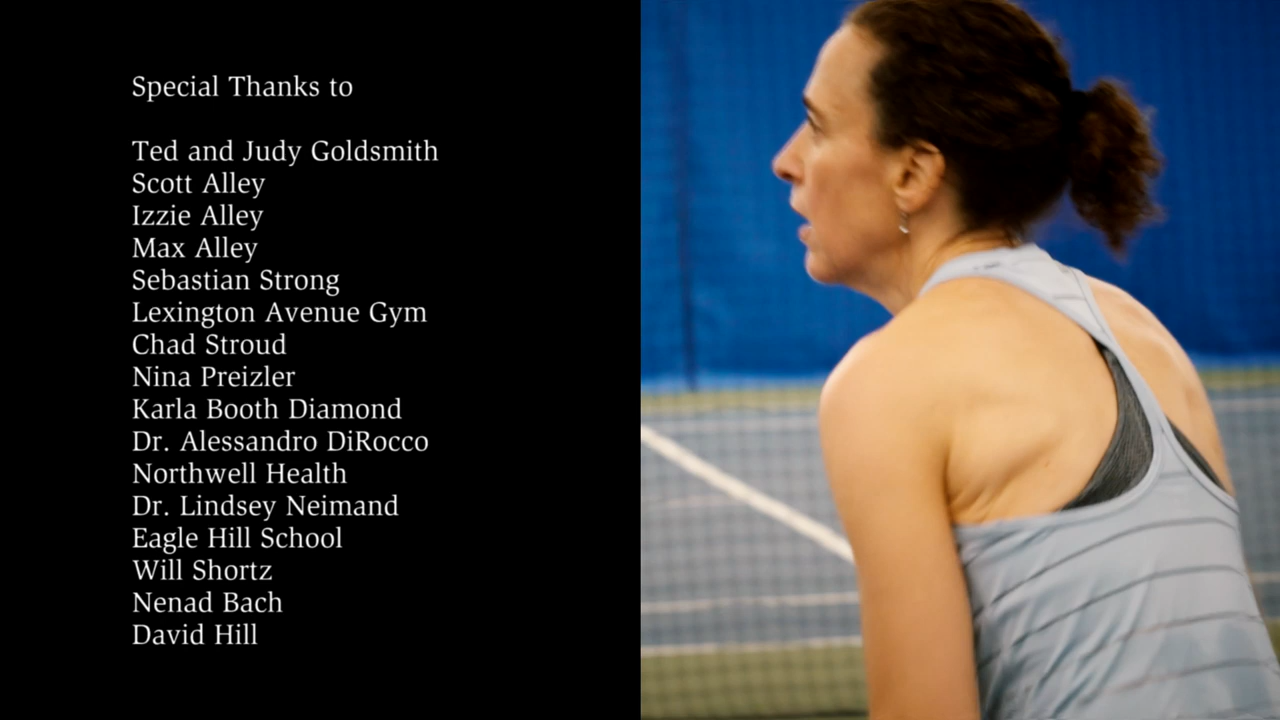 Special Thanks to
Ted and Judy Goldsmith
Scott Alley
Izzie Alley
Max Alley
Sebastian Strong
Lexington Avenue Gym
Chad Stroud
Nina Preizler
Karla Booth Diamond
Dr. Alessandro DiRocco
Northwell Health
Dr. Lindsey Neimand
Eagle Hill School
Will Shortz
Nenad Bach
David Hill